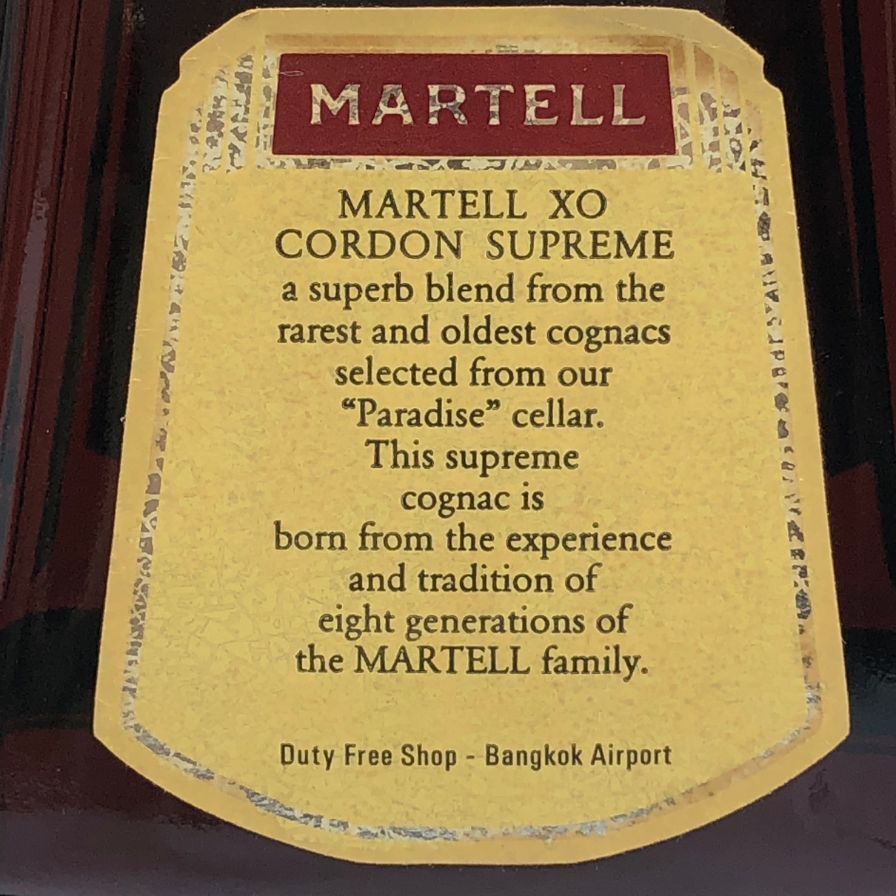 MARTELL
MARTELL XO
CORDON SUPREME
a superb blend from the
rarest and oldest cognacs
selected from our
“Paradise” cellar.
This supreme
cognac is
born from the experience
and tradition of
eight generations of
the MARTELL family.
Duty Free Shop - Bangkok Airport